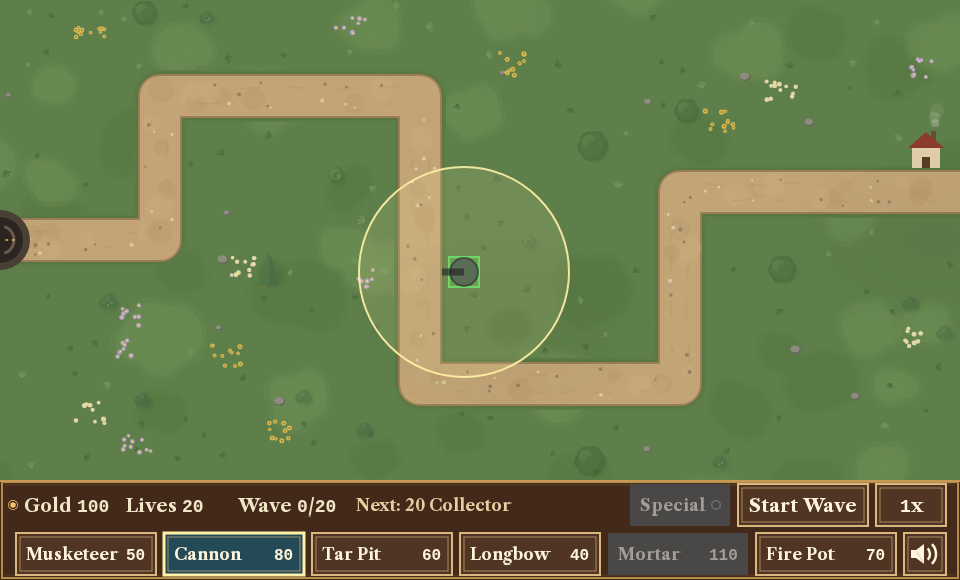 Gold 100 Lives 20 Wave 0/20 Next: 20 Collector Special Start Wave 1x
Musketeer 50 Cannon 80 Tar Pit 60 Longbow 40 Mortar 110 Fire Pot 70